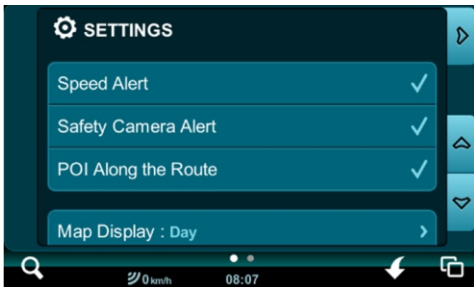 SETTINGS
Speed Alert
Safety Camera Alert
POI Along the Route
Map Display : Day
0 km/h
08:07